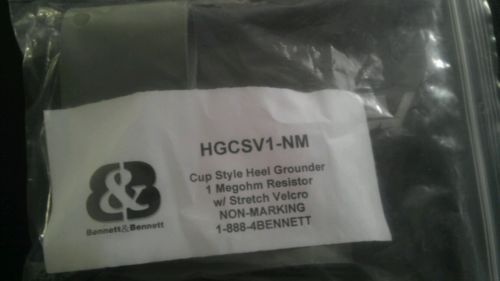 HGCSV1-NM
Cup Style Heel Grounder
1 Megohm Resistor
w/ Stretch Velcro
NON-MARKING
1-888-4BENNETT
B&B
Bennett&Bennett